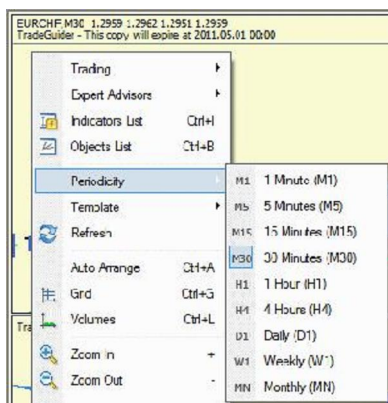 EURCHF,M30 1.2959 1.2962 1.2951 1.2959
TradeGuider - This copy will expire at 2011.05.01 00:00
Trading
Expert Advisors
Indicators List Ctrl+I
Objects List Ctrl+B
Periodicity
M1 1 Minute (M1)
M5 5 Minutes (M5)
M15 15 Minutes (M15)
M30 30 Minutes (M30)
H1 1 Hour (H1)
H4 4 Hours (H4)
D1 Daily (D1)
W1 Weekly (W1)
MN Monthly (MN)
Template
Refresh
Auto Arrange Ctrl+A
Grid Ctrl+G
Volumes Ctrl+L
Zoom In +
Zoom Out -